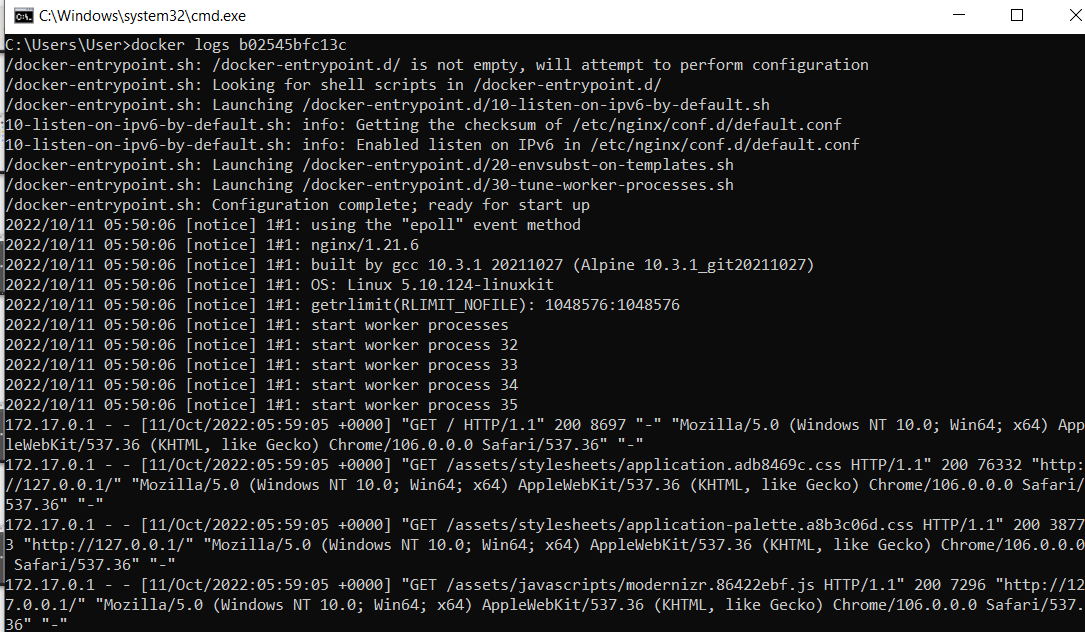 C:\Windows\system32\cmd.exe
C:\Users\User>docker logs b02545bfc13c
/docker-entrypoint.sh: /docker-entrypoint.d/ is not empty, will attempt to perform configuration
/docker-entrypoint.sh: Looking for shell scripts in /docker-entrypoint.d/
/docker-entrypoint.sh: Launching /docker-entrypoint.d/10-listen-on-ipv6-by-default.sh
10-listen-on-ipv6-by-default.sh: info: Getting the checksum of /etc/nginx/conf.d/default.conf
10-listen-on-ipv6-by-default.sh: info: Enabled listen on IPv6 in /etc/nginx/conf.d/default.conf
/docker-entrypoint.sh: Launching /docker-entrypoint.d/20-envsubst-on-templates.sh
/docker-entrypoint.sh: Launching /docker-entrypoint.d/30-tune-worker-processes.sh
/docker-entrypoint.sh: Configuration complete; ready for start up
2022/10/11 05:50:06 [notice] 1#1: using the "epoll" event method
2022/10/11 05:50:06 [notice] 1#1: nginx/1.21.6
2022/10/11 05:50:06 [notice] 1#1: built by gcc 10.3.1 20211027 (Alpine 10.3.1_git20211027)
2022/10/11 05:50:06 [notice] 1#1: OS: Linux 5.10.124-linuxkit
2022/10/11 05:50:06 [notice] 1#1: getrlimit(RLIMIT_NOFILE): 1048576:1048576
2022/10/11 05:50:06 [notice] 1#1: start worker processes
2022/10/11 05:50:06 [notice] 1#1: start worker process 32
2022/10/11 05:50:06 [notice] 1#1: start worker process 33
2022/10/11 05:50:06 [notice] 1#1: start worker process 34
2022/10/11 05:50:06 [notice] 1#1: start worker process 35
172.17.0.1 - - [11/Oct/2022:05:59:05 +0000] "GET / HTTP/1.1" 200 8697 "-" "Mozilla/5.0 (Windows NT 10.0; Win64; x64) App
leWebKit/537.36 (KHTML, like Gecko) Chrome/106.0.0.0 Safari/537.36" "-"
172.17.0.1 - - [11/Oct/2022:05:59:05 +0000] "GET /assets/stylesheets/application.adb8469c.css HTTP/1.1" 200 76332 "http:
//127.0.0.1/" "Mozilla/5.0 (Windows NT 10.0; Win64; x64) AppleWebKit/537.36 (KHTML, like Gecko) Chrome/106.0.0.0 Safari/
537.36" "-"
172.17.0.1 - - [11/Oct/2022:05:59:05 +0000] "GET /assets/stylesheets/application-palette.a8b3c06d.css HTTP/1.1" 200 3877
3 "http://127.0.0.1/" "Mozilla/5.0 (Windows NT 10.0; Win64; x64) AppleWebKit/537.36 (KHTML, like Gecko) Chrome/106.0.0.0
 Safari/537.36" "-"
172.17.0.1 - - [11/Oct/2022:05:59:05 +0000] "GET /assets/javascripts/modernizr.86422ebf.js HTTP/1.1" 200 7296 "http://12
7.0.0.1/" "Mozilla/5.0 (Windows NT 10.0; Win64; x64) AppleWebKit/537.36 (KHTML, like Gecko) Chrome/106.0.0.0 Safari/537.
36" "-"